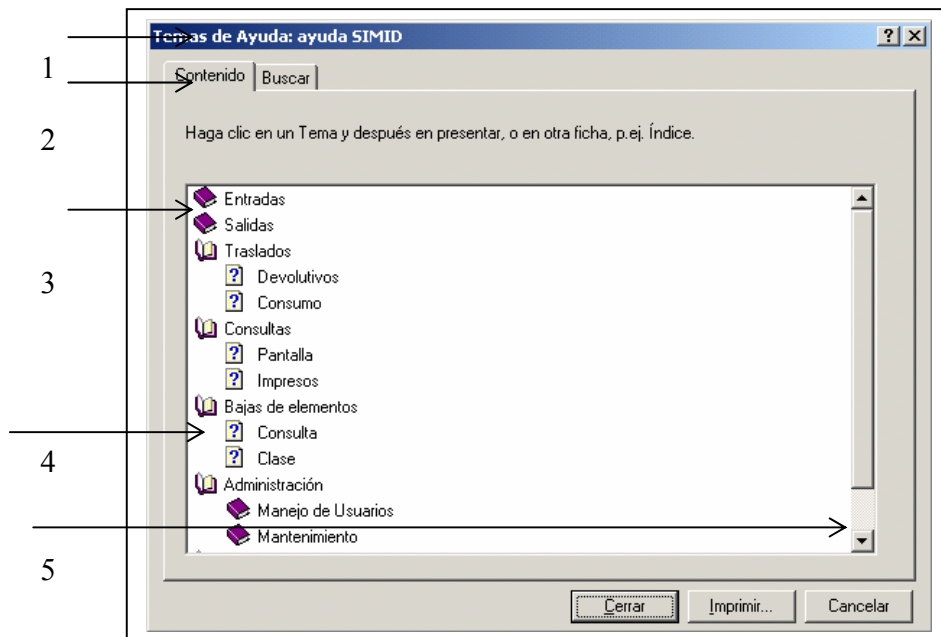 Temas de Ayuda: ayuda SIMID
1
Contenido Buscar
2
Haga clic en un Tema y después en presentar, o en otra ficha, p.ej. Índice.
Entradas
Salidas
Traslados
3
? Devolutivos
? Consumo
Consultas
? Pantalla
? Impresos
Bajas de elementos
? Consulta
4
? Clase
Administración
Manejo de Usuarios
Mantenimiento
5
Cerrar Imprimir... Cancelar